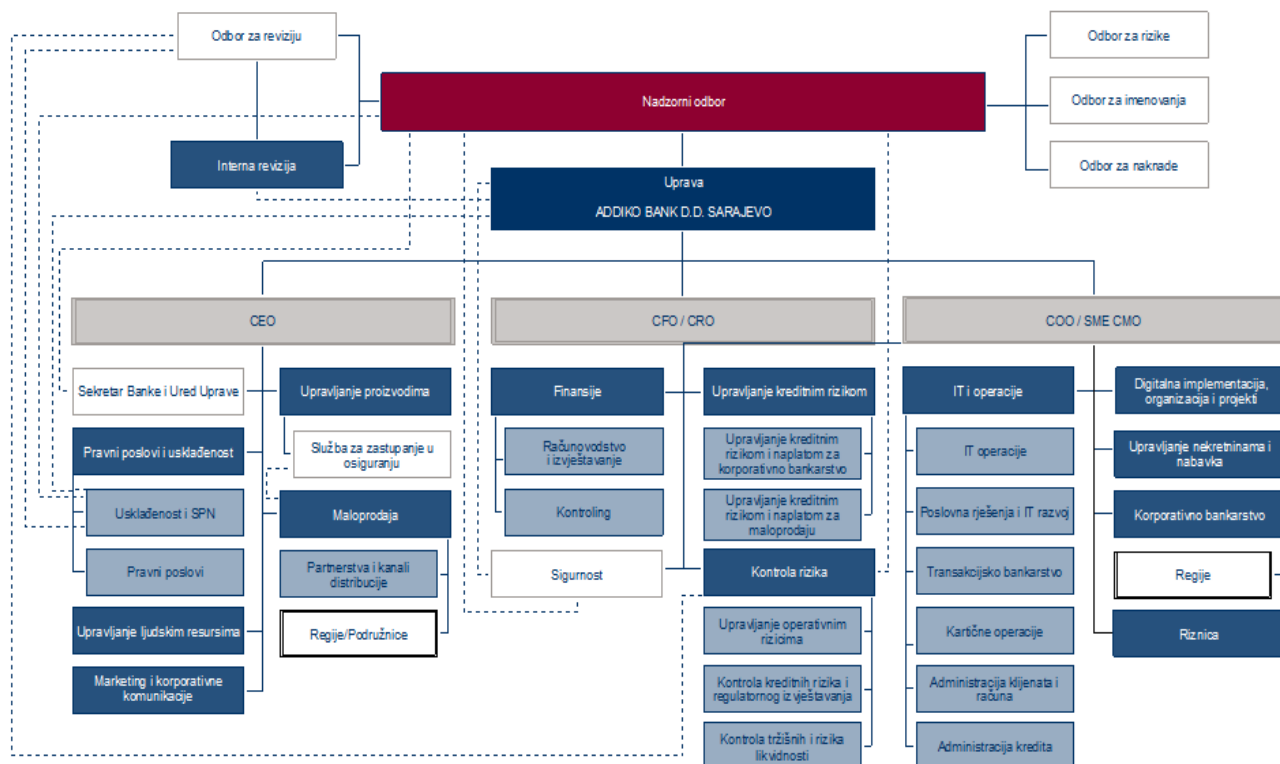 Odbor za reviziju
Odbor za rizike
Nadzorni odbor
Odbor za imenovanja
Interna revizija
Odbor za naknade
Uprava
ADDIKO BANK D.D. SARAJEVO
CEO
CFO / CRO
COO / SME CMO
Sekretar Banke i Ured Uprave
Upravljanje proizvodima
Finansije
Upravljanje kreditnim rizikom
IT i operacije
Digitalna implementacija,
organizacija i projekti
Pravni poslovi i usklađenost
Služba za zastupanje u
osiguranju
Računovodstvo
i izvještavanje
Upravljanje kreditnim
rizikom i naplatom za
korporativno bankarstvo
IT operacije
Upravljanje nekretninama i
nabavka
Usklađenost i SPN
Maloprodaja
Kontroling
Upravljanje kreditnim
rizikom i naplatom za
maloprodaju
Poslovna rješenja i IT razvoj
Korporativno bankarstvo
Pravni poslovi
Partnerstva i kanali
distribucije
Sigurnost
Kontrola rizika
Transakcijsko bankarstvo
Regije
Upravljanje ljudskim resursima
Regije/Podružnice
Upravljanje operativnim
rizicima
Kartične operacije
Riznica
Marketing i korporativne
komunikacije
Kontrola kreditnih rizika i
regulatornog izvještavanja
Administracija klijenata i
računa
Kontrola tržišnih i rizika
likvidnosti
Administracija kredita